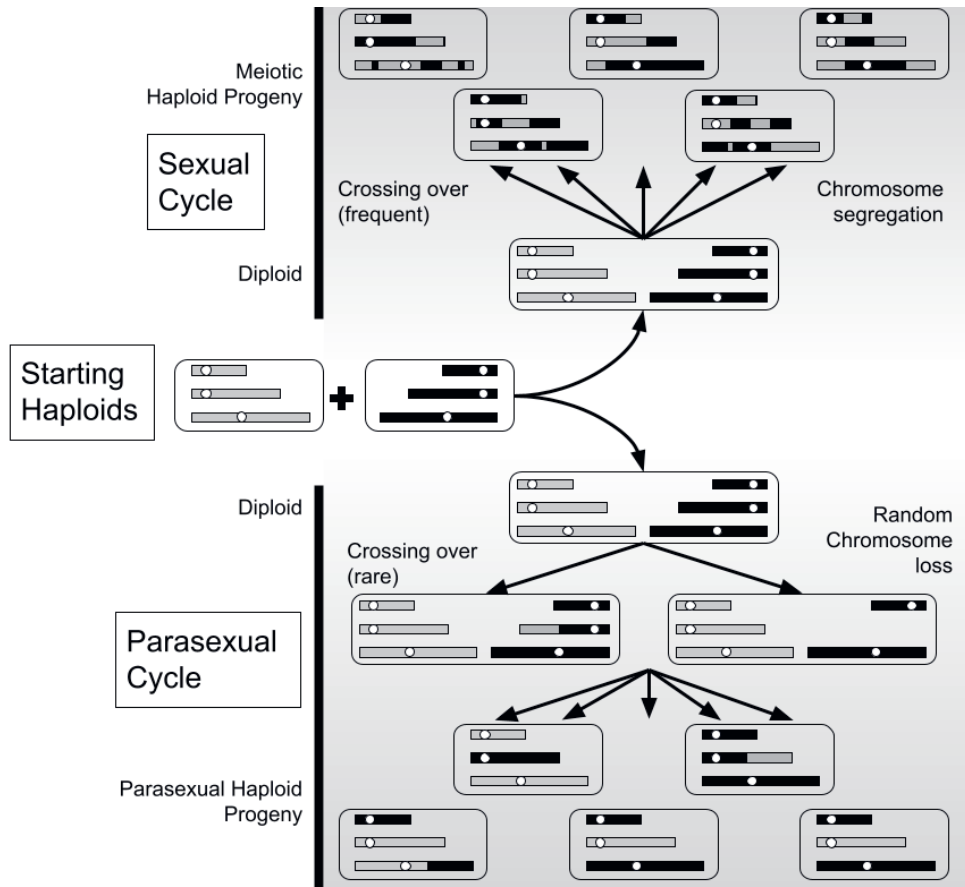 Meiotic
Haploid Progeny
Sexual
Cycle
Crossing over
(frequent)
Chromosome
segregation
Diploid
Starting
Haploids
Diploid
Crossing over
(rare)
Random
Chromosome
loss
Parasexual
Cycle
Parasexual Haploid
Progeny